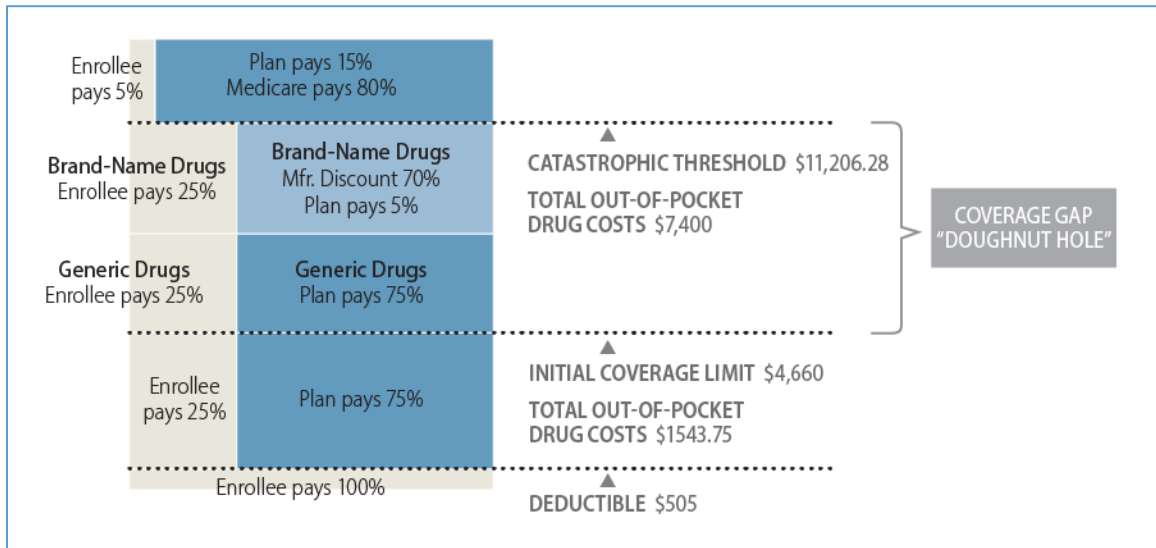 Enrollee
pays 5%
Plan pays 15%
Medicare pays 80%
Brand-Name Drugs
Enrollee pays 25%
Brand-Name Drugs
Mfr. Discount 70%
Plan pays 5%
CATASTROPHIC THRESHOLD $11,206.28
TOTAL OUT-OF-POCKET
DRUG COSTS $7,400
COVERAGE GAP
“DOUGHNUT HOLE”
Generic Drugs
Enrollee pays 25%
Generic Drugs
Plan pays 75%
Enrollee
pays 25%
Plan pays 75%
INITIAL COVERAGE LIMIT $4,660
TOTAL OUT-OF-POCKET
DRUG COSTS $1543.75
Enrollee pays 100%
DEDUCTIBLE $505